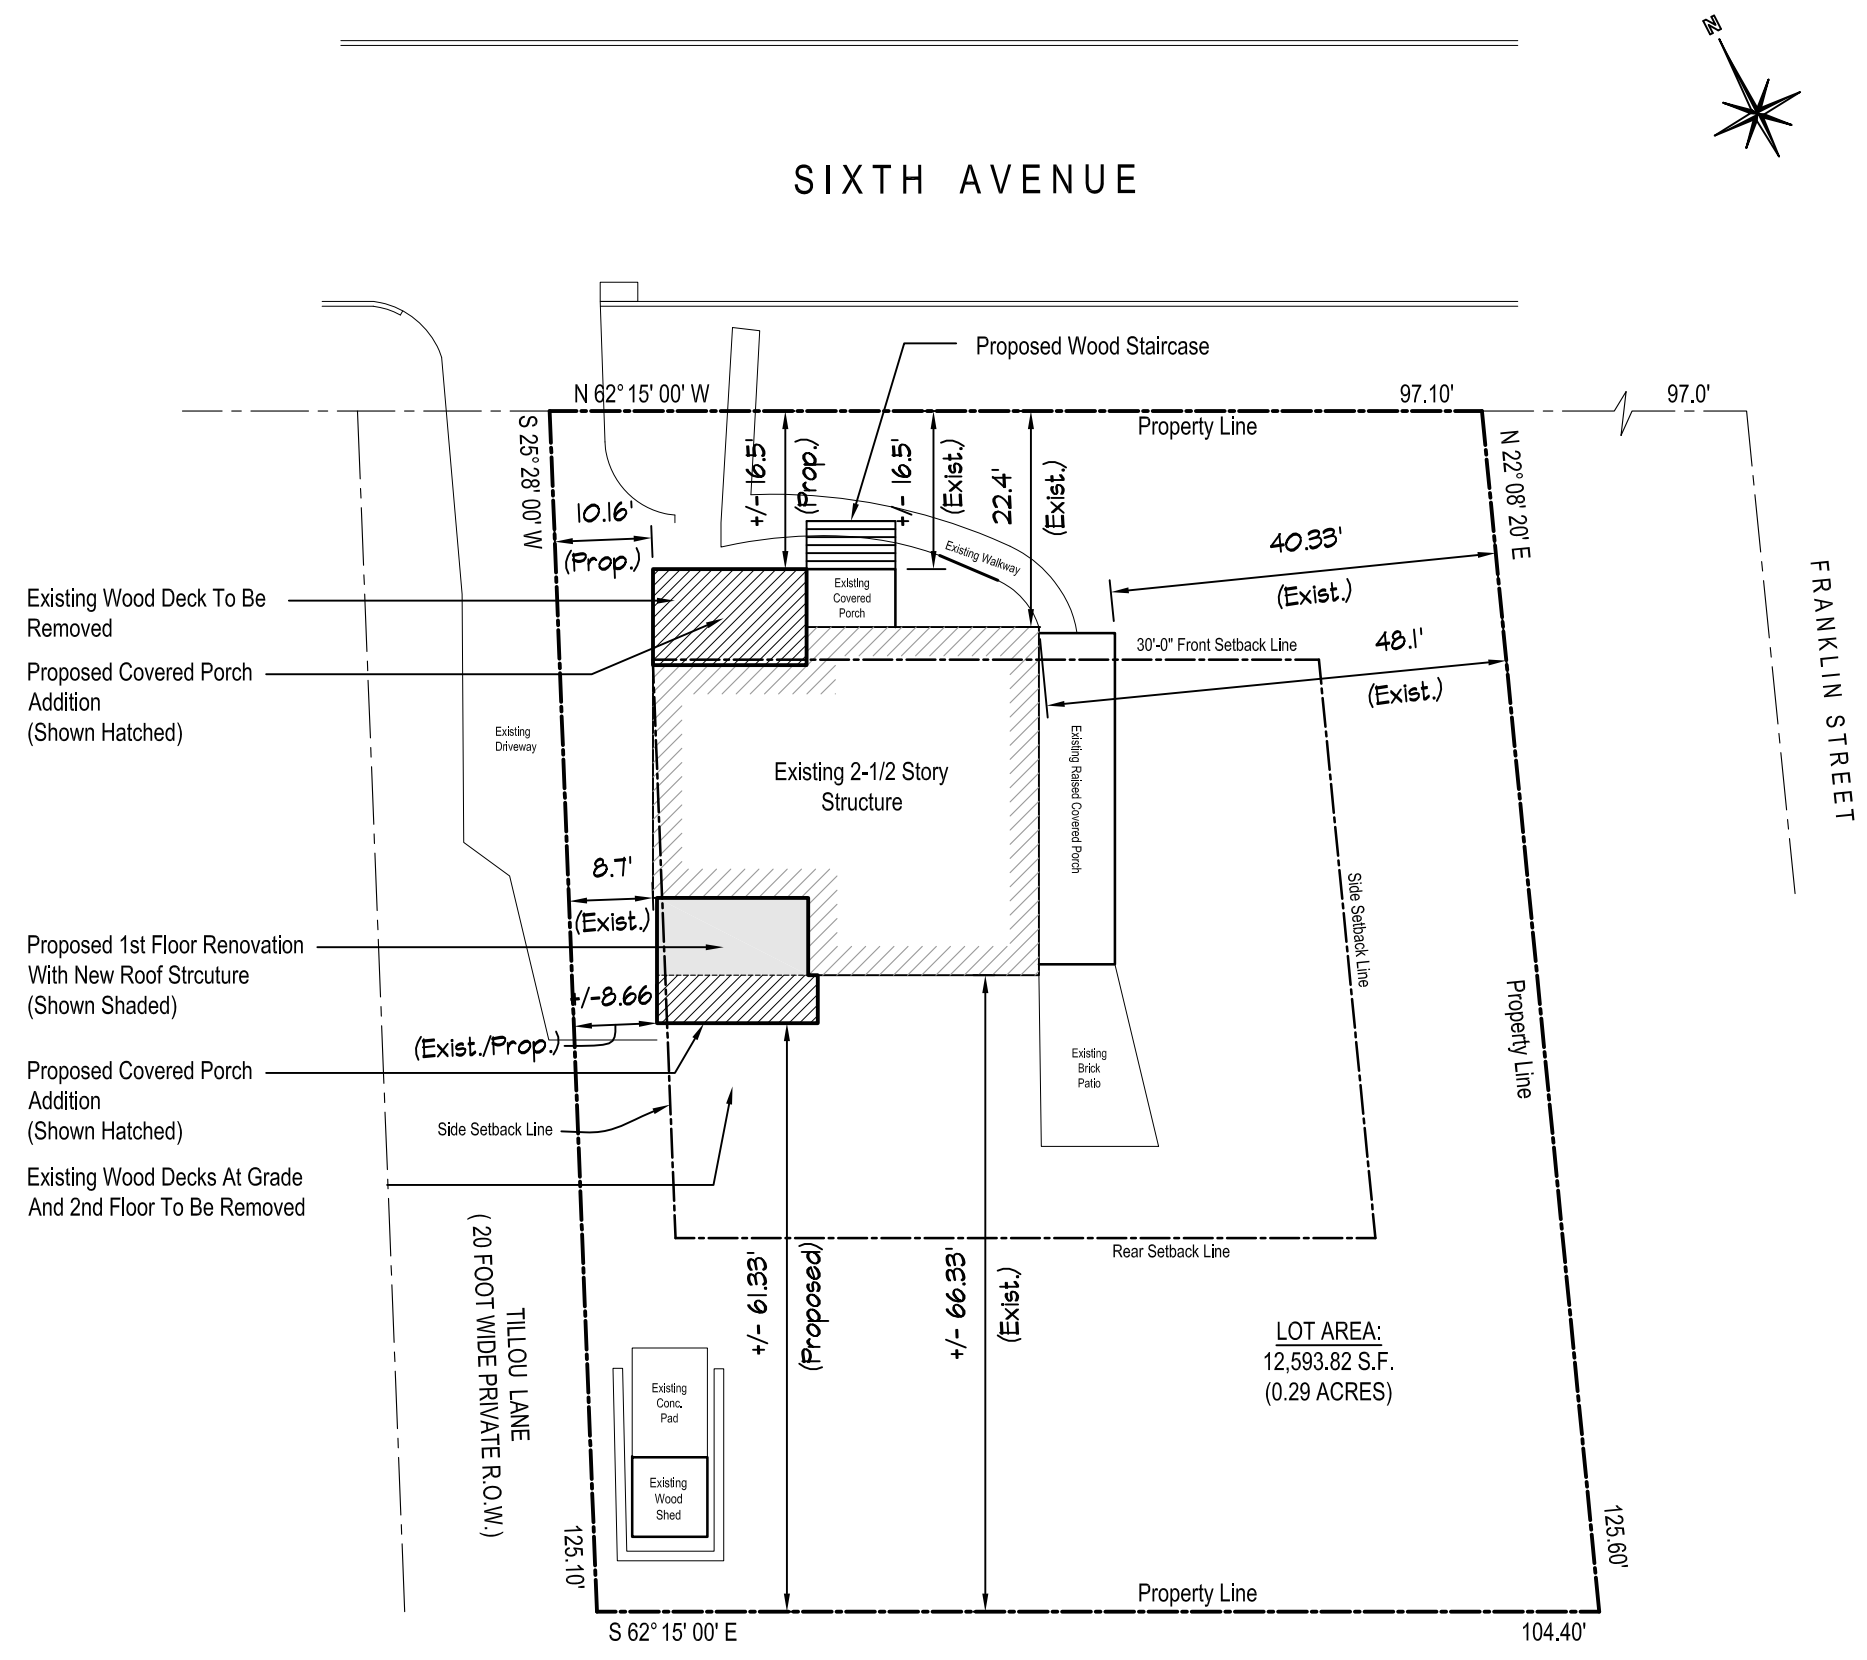 N
SIXTH AVENUE
Proposed Wood Staircase
N 62° 15' 00' W
97.10'
97.0'
Property Line
S 25° 28' 00' W
N 22° 08' 20' E
+/- 16.5'
(Prop.)
+/- 16.5'
(Exist.)
22.4'
(Exist.)
10.16'
(Prop.)
40.33'
(Exist.)
Existing Walkway
Existing
Covered
Porch
FRANKLIN STREET
Existing Wood Deck To Be
Removed
30'-0" Front Setback Line
48.1'
(Exist.)
Proposed Covered Porch
Addition
(Shown Hatched)
Existing
Driveway
Existing 2-1/2 Story
Structure
Existing Raised Covered Porch
8.7'
(Exist.)
Side Setback Line
Proposed 1st Floor Renovation
With New Roof Strcuture
(Shown Shaded)
+/-8.66
(Exist./Prop.)
Property Line
Existing
Brick
Patio
Proposed Covered Porch
Addition
(Shown Hatched)
Side Setback Line
Existing Wood Decks At Grade
And 2nd Floor To Be Removed
Rear Setback Line
TILLOU LANE
( 20 FOOT WIDE PRIVATE R.O.W.)
+/- 61.33'
(Proposed)
+/- 66.33'
(Exist.)
LOT AREA:
12,593.82 S.F.
(0.29 ACRES)
Existing
Conc.
Pad
Existing
Wood
Shed
125.10'
125.60'
Property Line
S 62° 15' 00' E
104.40'